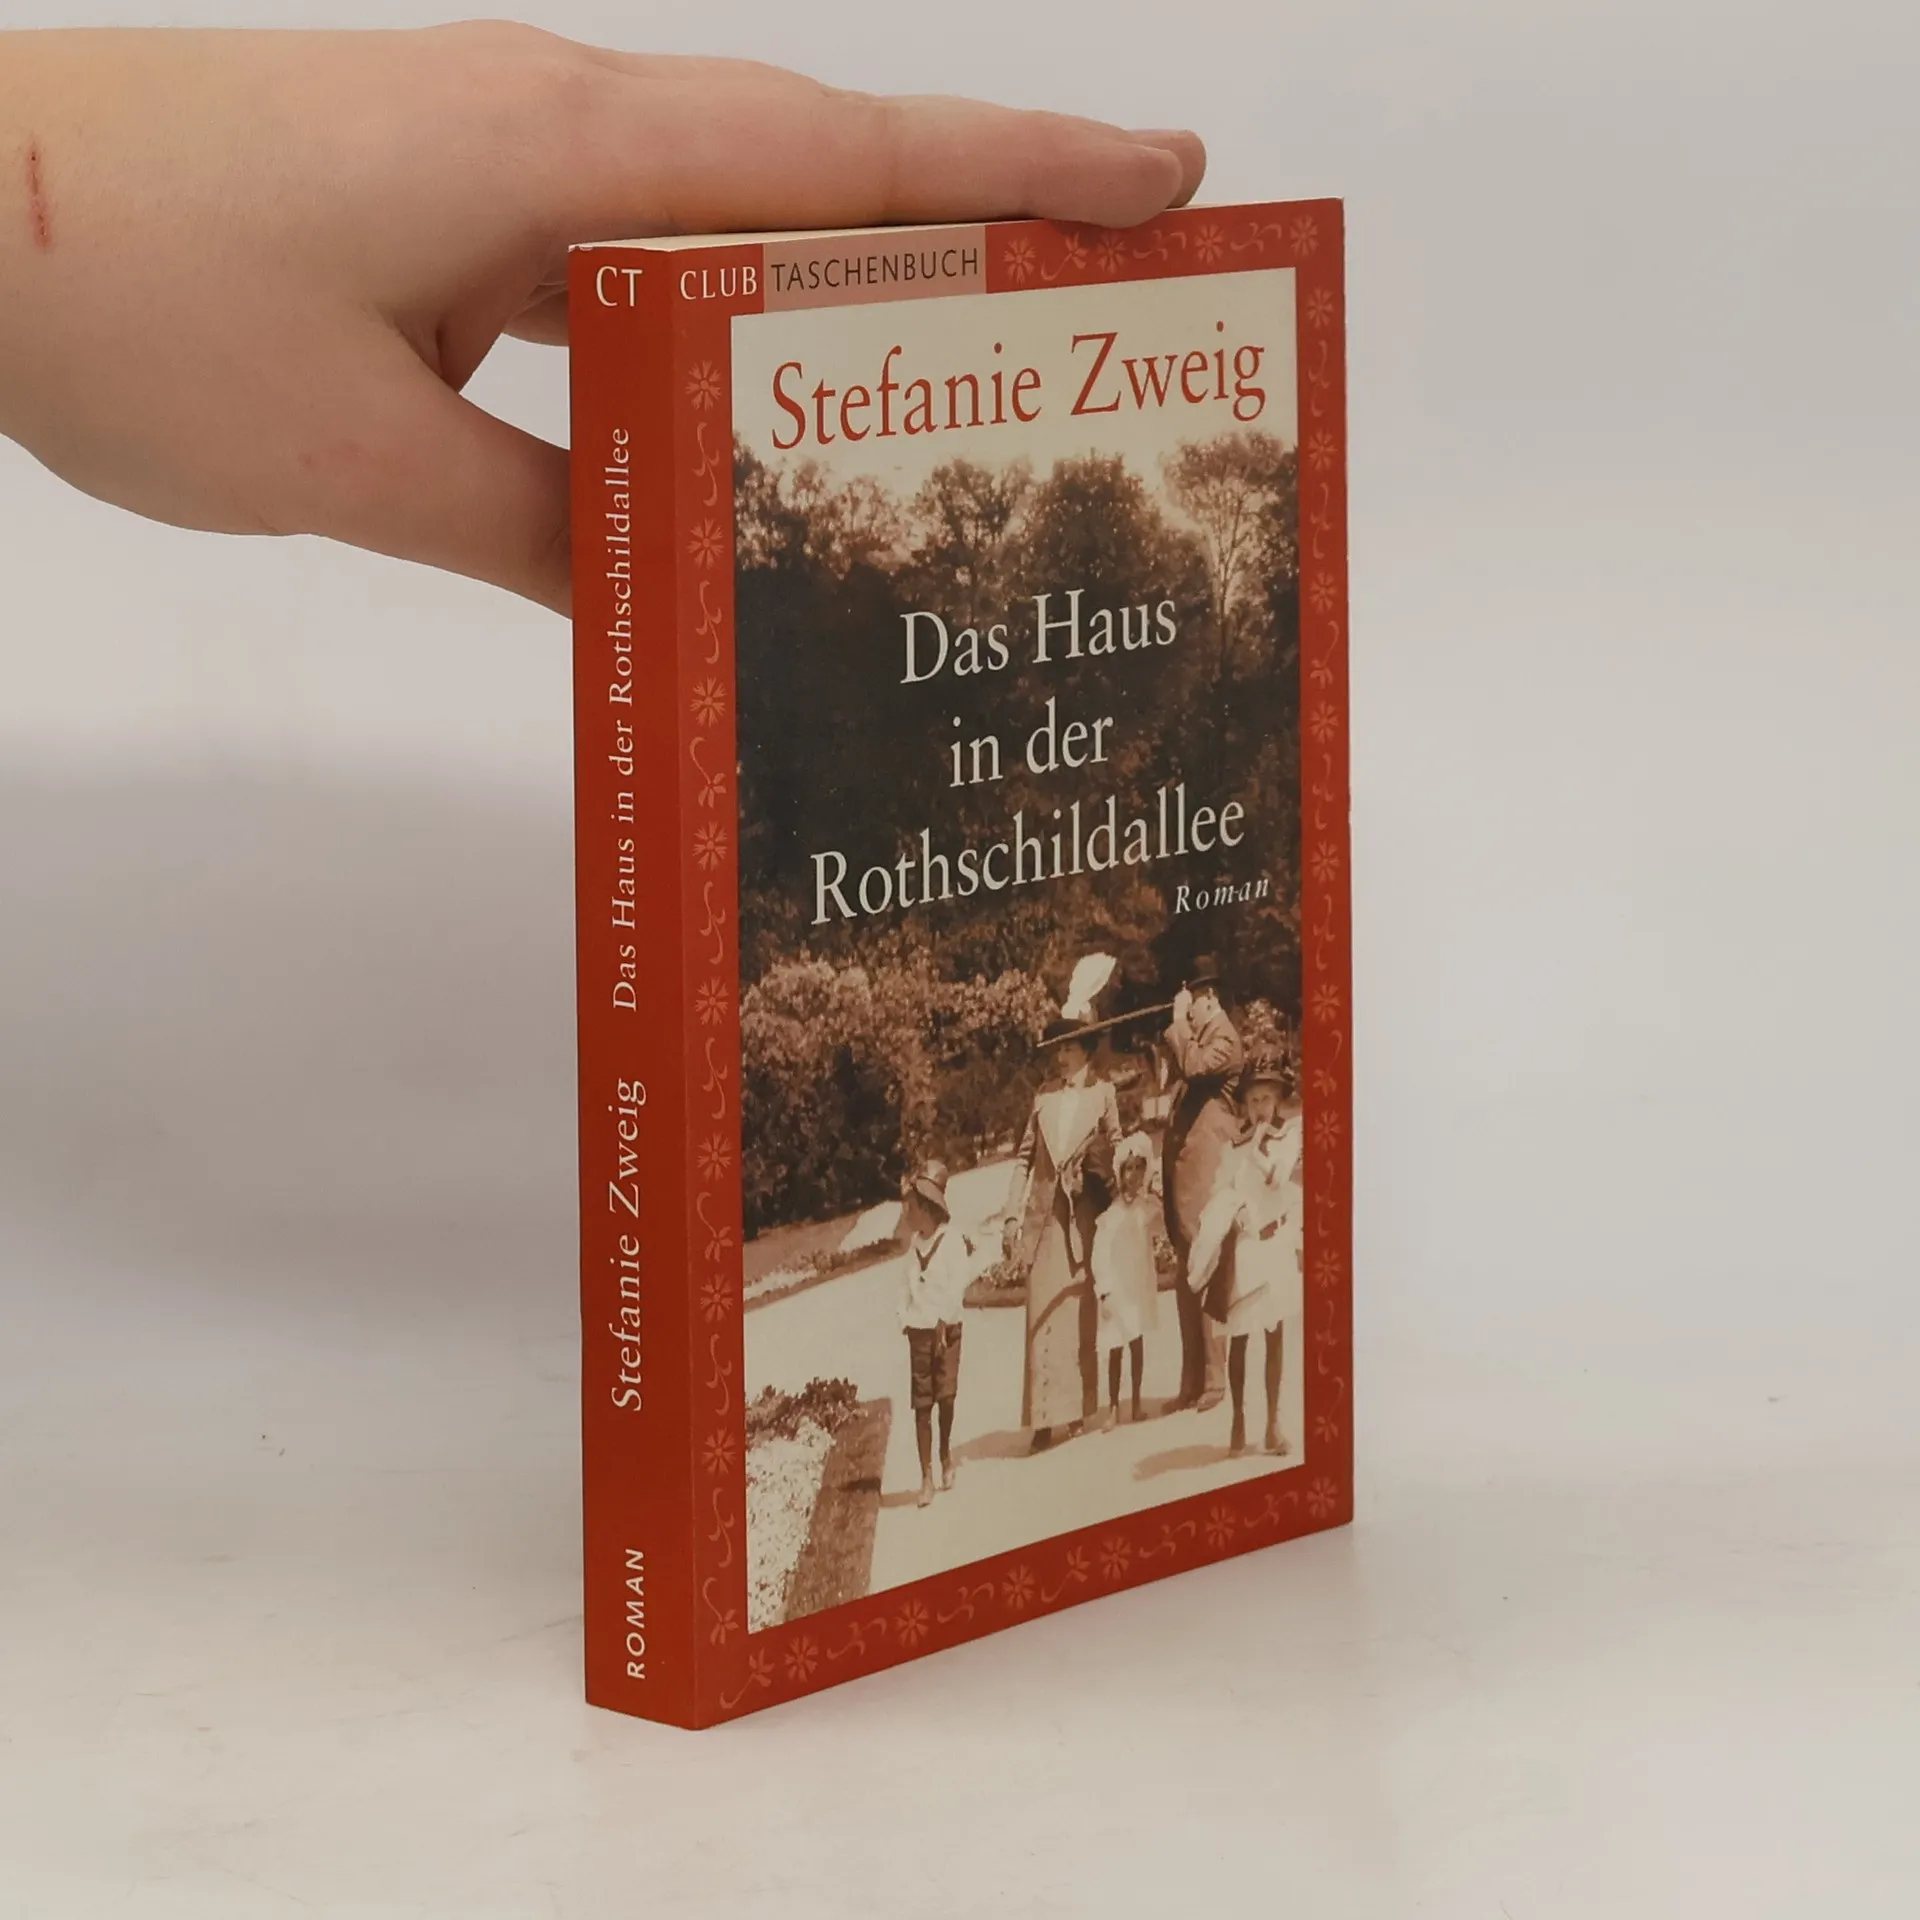 CT
CLUB TASCHENBUCH
Stefanie Zweig
Das Haus
in der
Rothschildallee
Roman
Stefanie Zweig Das Haus in der Rothschildallee
ROMAN